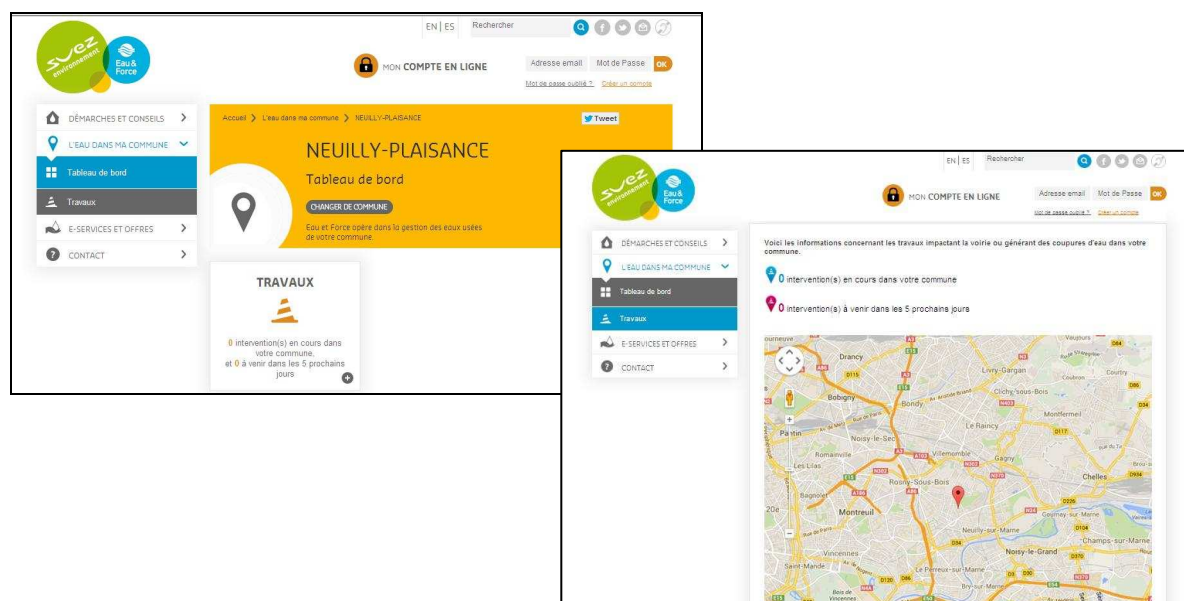 EN | ES
Rechercher
suez
environnement
Eau &
Force
MON COMPTE EN LIGNE
Adresse email
Mot de Passe
OK
Mot de passe oublié ?
Créer un compte
DÉMARCHES ET CONSEILS
L'EAU DANS MA COMMUNE
Tableau de bord
Travaux
E-SERVICES ET OFFRES
CONTACT
Accueil > L'eau dans ma commune > NEUILLY-PLAISANCE
Tweet
NEUILLY-PLAISANCE
Tableau de bord
CHANGER DE COMMUNE
Eau et Force opère dans la gestion des eaux usées
de votre commune.
TRAVAUX
0 intervention(s) en cours dans
votre commune,
et 0 à venir dans les 5 prochains
jours
EN | ES
Rechercher
suez
environnement
Eau &
Force
MON COMPTE EN LIGNE
Adresse email
Mot de Passe
OK
Mot de passe oublié ?
Créer un compte
DÉMARCHES ET CONSEILS
L'EAU DANS MA COMMUNE
Tableau de bord
Travaux
E-SERVICES ET OFFRES
CONTACT
Voici les informations concernant les travaux impactant la voirie ou générant des coupures d'eau dans votre
commune.
0 intervention(s) en cours dans votre commune
0 intervention(s) à venir dans les 5 prochains jours
Vaujours
Drancy
Livry-Gargan
Coubron
Courtry
Bobigny
Bondy
Clichy-sous-Bois
Montfermeil
Pantin
Noisy-le-Sec
Le Raincy
Romainville
Villemomble
Gagny
Les Lilas
Rosny-Sous-Bois
Chelles
Bagnolet
20e
Montreuil
Gournay-sur-Marne
Neuilly-sur-Marne
Champs-sur-Marne
Vincennes
Noisy-le-Grand
Saint-Mandé
Le Perreux-sur-Marne
Bry-sur-Marne
Bois de
Vincennes